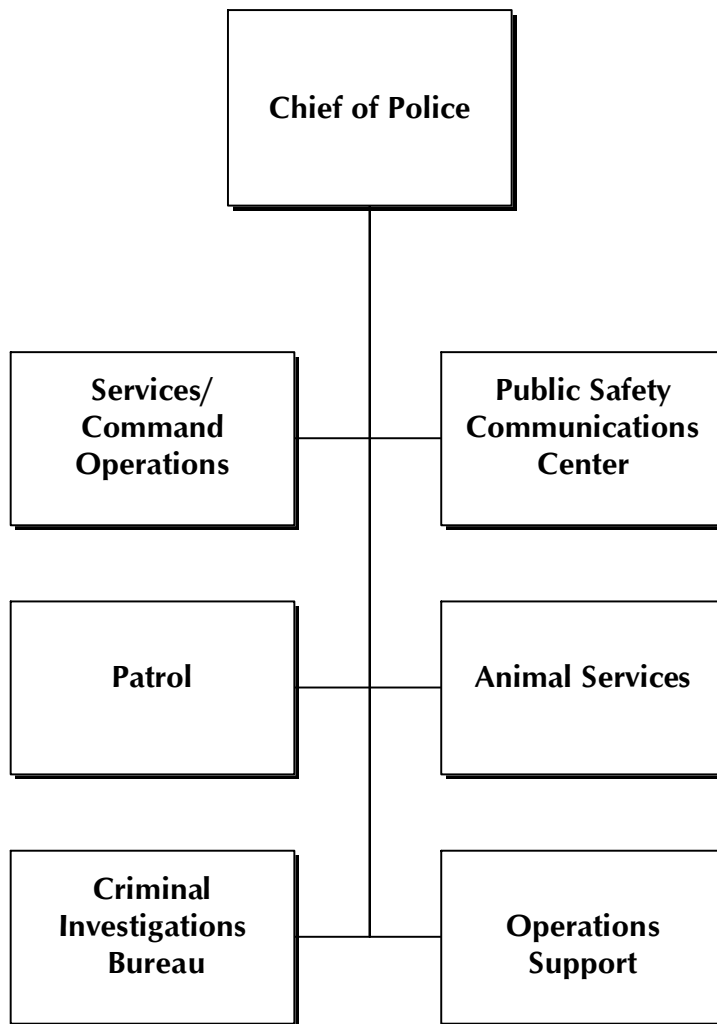 Chief of Police
Services/
Command
Operations
Public Safety
Communications
Center
Patrol
Animal Services
Criminal
Investigations
Bureau
Operations
Support